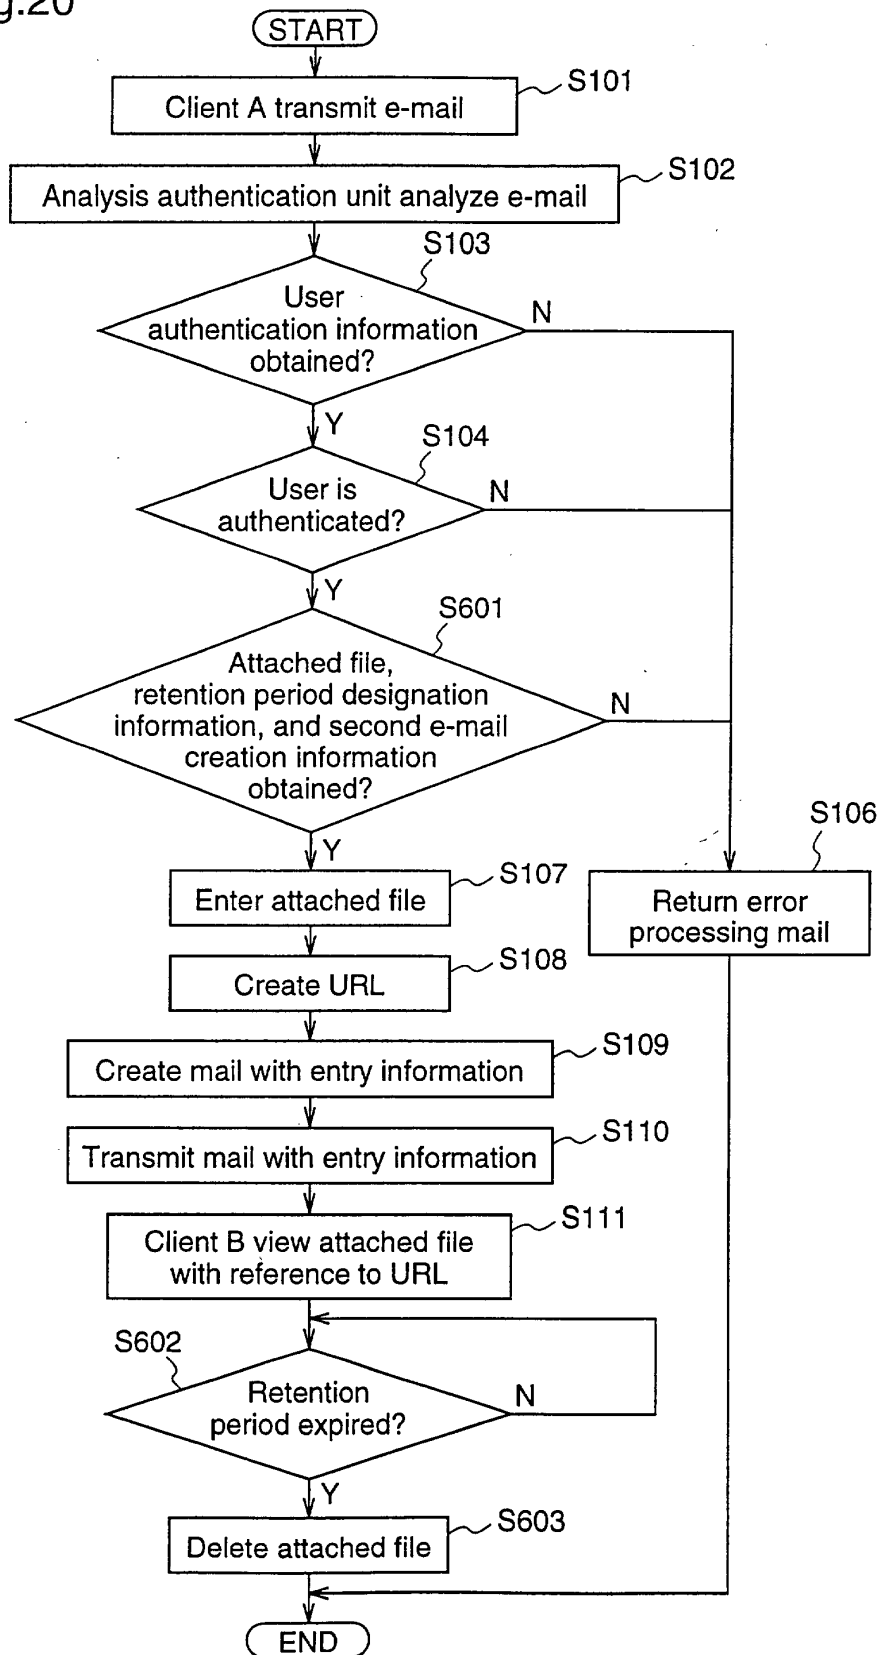 g.20
START
S101
Client A transmit e-mail
S102
Analysis authentication unit analyze e-mail
S103
User
authentication information
obtained?
N
Y
S104
User is
authenticated?
N
Y
S601
Attached file,
retention period designation
information, and second e-mail
creation information
obtained?
N
Y
S106
Return error
processing mail
S107
Enter attached file
S108
Create URL
S109
Create mail with entry information
S110
Transmit mail with entry information
S111
Client B view attached file
with reference to URL
S602
Retention
period expired?
N
Y
S603
Delete attached file
END